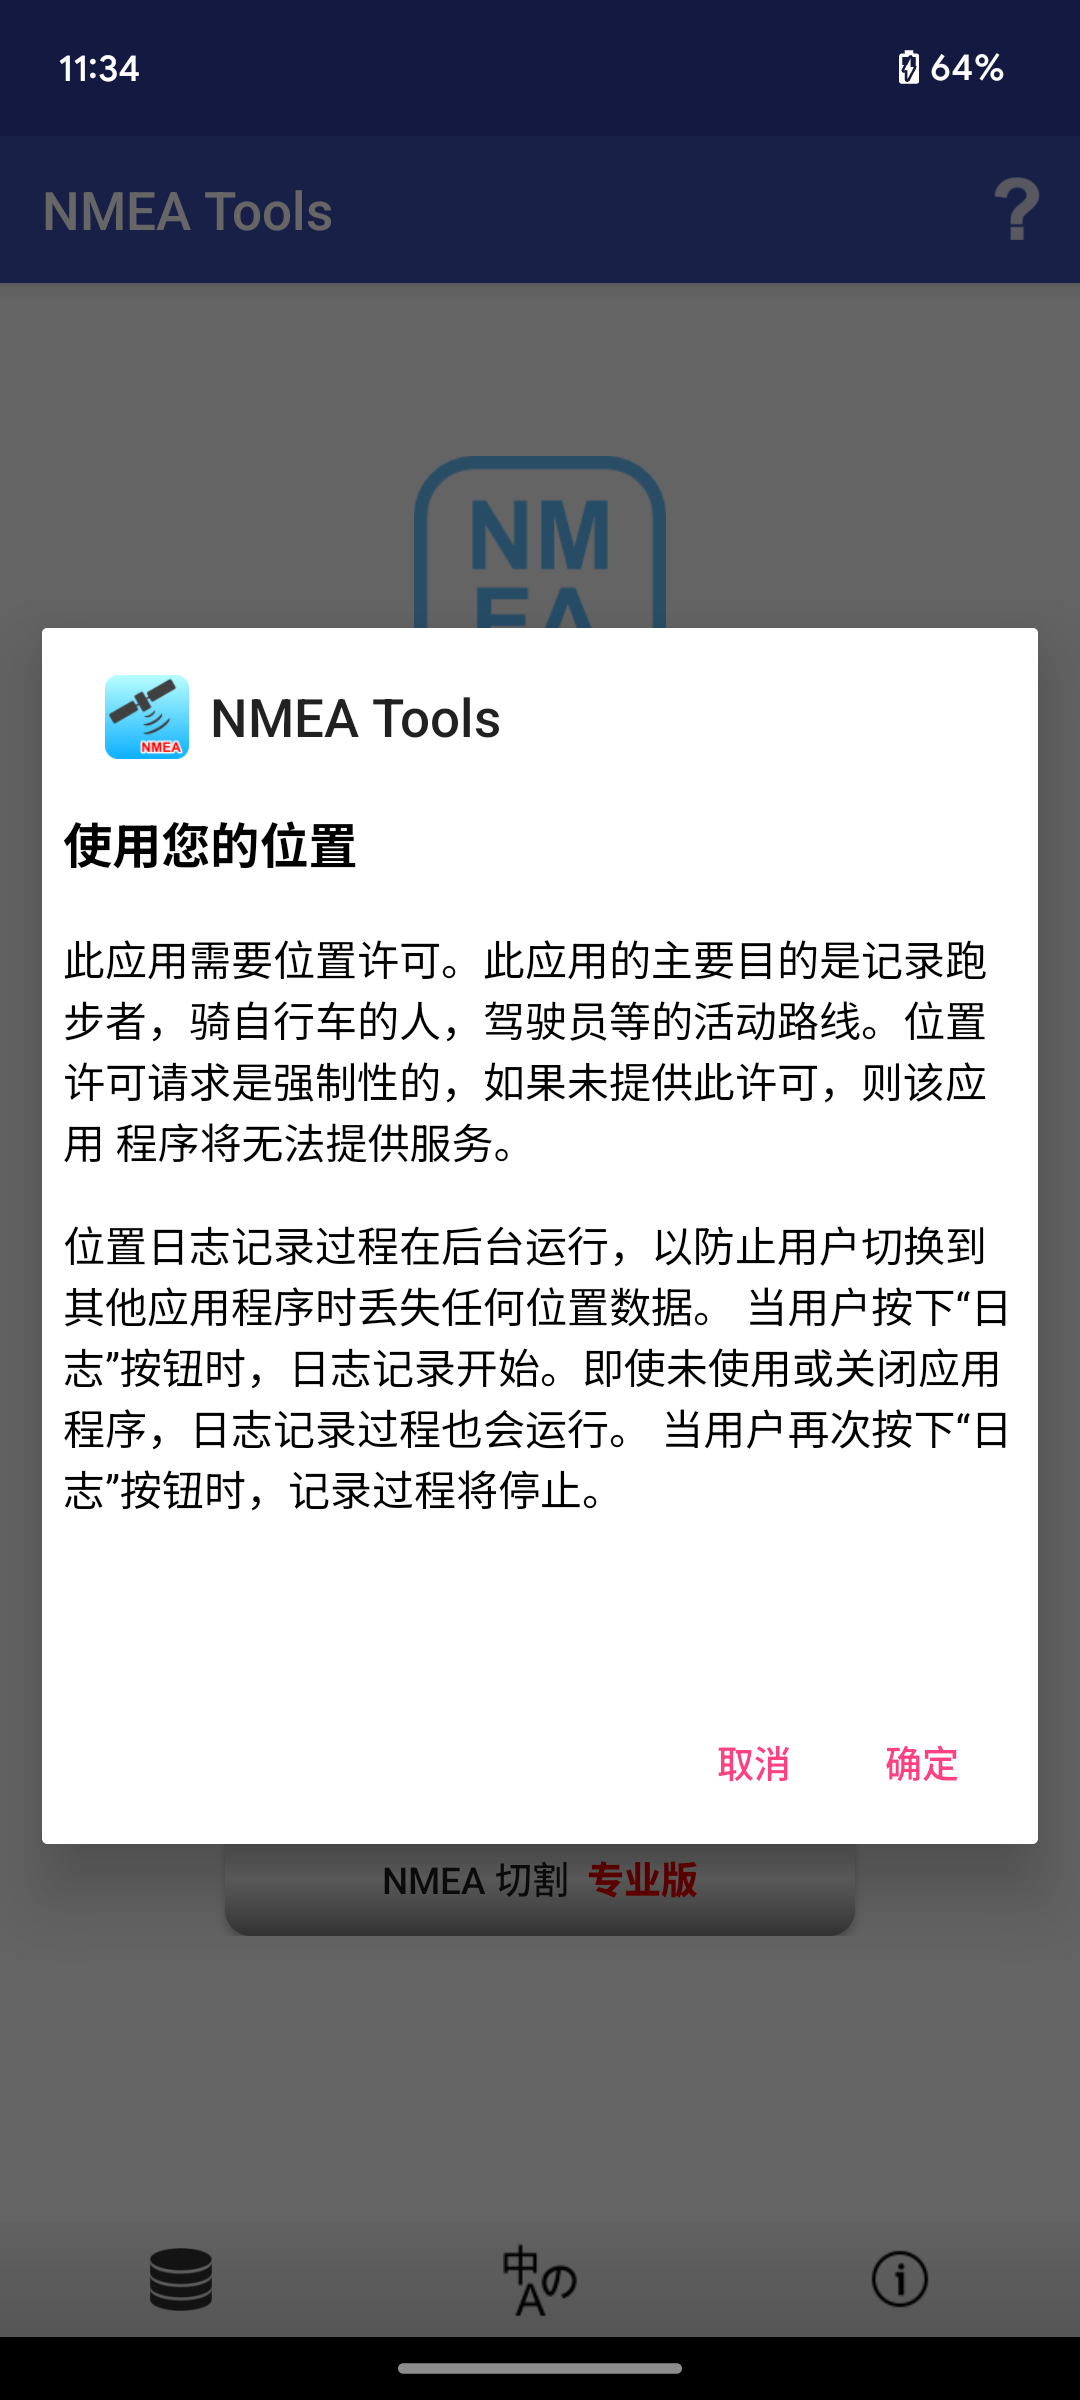 11:34
64%
NMEA Tools
?
NM
EA
NMEA
NMEA Tools
使用您的位置
此应用需要位置许可。此应用的主要目的是记录跑
步者，骑自行车的人，驾驶员等的活动路线。位置
许可请求是强制性的，如果未提供此许可，则该应
用 程序将无法提供服务。
位置日志记录过程在后台运行，以防止用户切换到
其他应用程序时丢失任何位置数据。 当用户按下“日
志”按钮时，日志记录开始。即使未使用或关闭应用
程序，日志记录过程也会运行。 当用户再次按下“日
志”按钮时，记录过程将停止。
取消 确定
NMEA 切割 专业版
中の
A
i